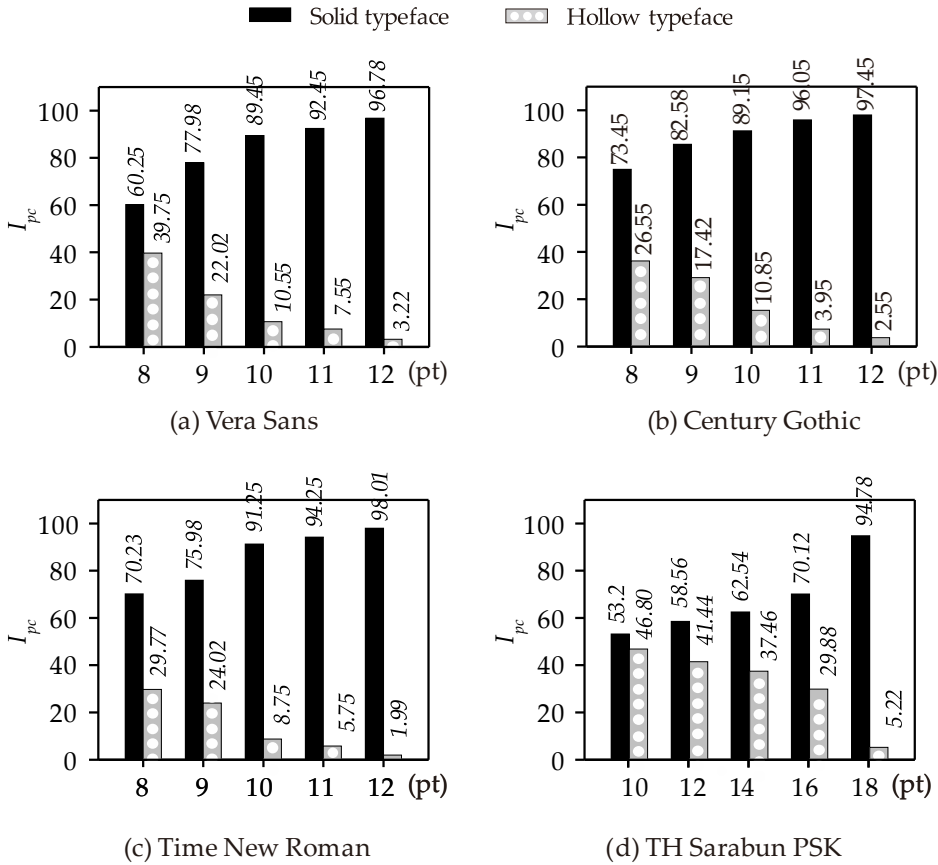 Solid typeface Hollow typeface
I_pc
100
80
60
40
20
0
60.25 39.75 77.98 22.02 89.45 10.55 92.45 7.55 96.78 3.22
8 9 10 11 12 (pt)
(a) Vera Sans
I_pc
100
80
60
40
20
0
73.45 26.55 82.58 17.42 89.15 10.85 96.05 3.95 97.45 2.55
8 9 10 11 12 (pt)
(b) Century Gothic
I_pc
100
80
60
40
20
0
70.23 29.77 75.98 24.02 91.25 8.75 94.25 5.75 98.01 1.99
8 9 10 11 12 (pt)
(c) Time New Roman
I_pc
100
80
60
40
20
0
53.2 46.80 58.56 41.44 62.54 37.46 70.12 29.88 94.78 5.22
10 12 14 16 18 (pt)
(d) TH Sarabun PSK